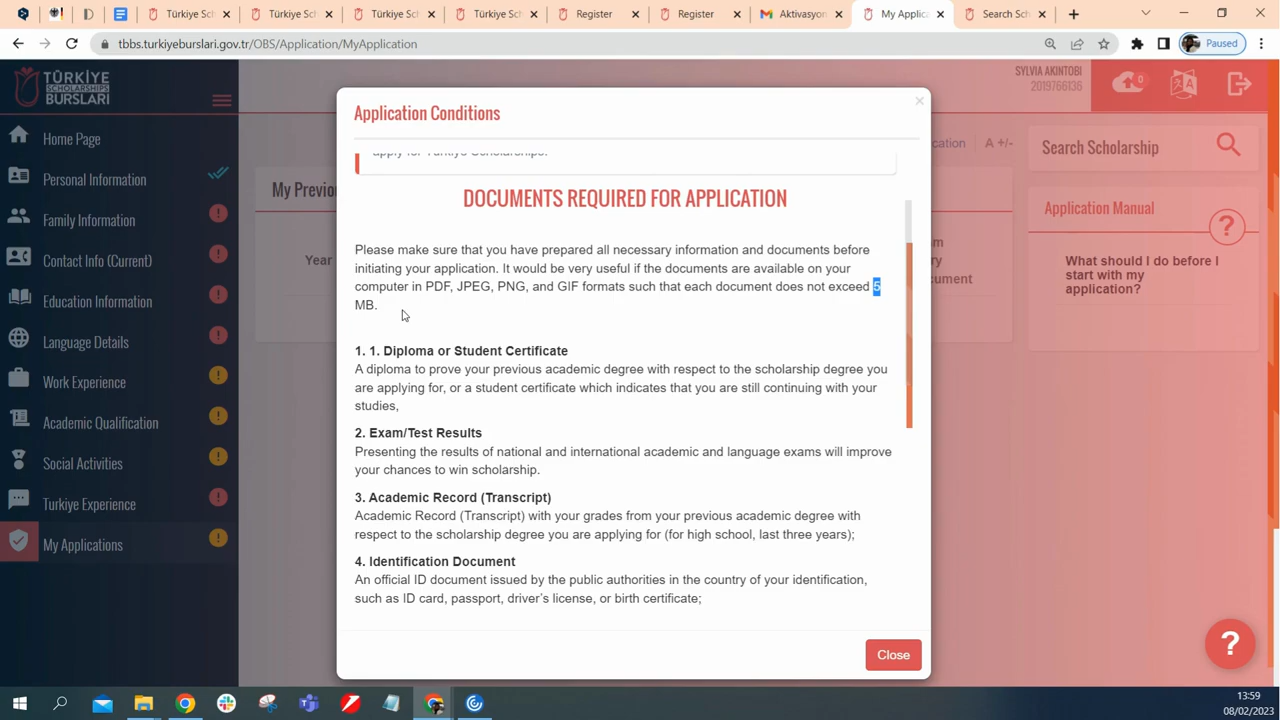 Türkiye Sch
Türkiye Sch
Türkiye Sch
Türkiye Sch
Register
Register
Aktivasyon
My Applica
Search Sch
tbbs.turkiyeburslari.gov.tr/OBS/Application/MyApplication
Paused
TÜRKİYE
SCHOLARSHIPS
BURSLARI
SYLVIA AKINTOBI
2019766136
0
Home Page
Personal Information
Family Information
Contact Info (Current)
Education Information
Language Details
Work Experience
Academic Qualification
Social Activities
Turkiye Experience
My Applications
My Previou
Year
cation
A +/-
Search Scholarship
Application Manual
What should I do before I
start with my
application?
Application Conditions
apply for Türkiye Scholarships.
DOCUMENTS REQUIRED FOR APPLICATION
Please make sure that you have prepared all necessary information and documents before
initiating your application. It would be very useful if the documents are available on your
computer in PDF, JPEG, PNG, and GIF formats such that each document does not exceed 5
MB.
1. 1. Diploma or Student Certificate
A diploma to prove your previous academic degree with respect to the scholarship degree you
are applying for, or a student certificate which indicates that you are still continuing with your
studies,
2. Exam/Test Results
Presenting the results of national and international academic and language exams will improve
your chances to win scholarship.
3. Academic Record (Transcript)
Academic Record (Transcript) with your grades from your previous academic degree with
respect to the scholarship degree you are applying for (for high school, last three years);
4. Identification Document
An official ID document issued by the public authorities in the country of your identification,
such as ID card, passport, driver's license, or birth certificate;
Close
13:59
08/02/2023